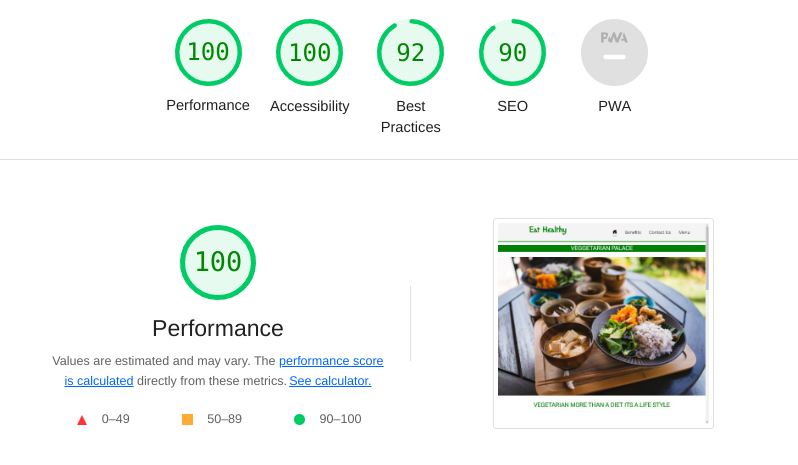 100
100
92
90
PWA
Performance
Accessibility
Best
Practices
SEO
PWA
100
Performance
Values are estimated and may vary. The performance score
is calculated directly from these metrics. See calculator.
0–49
50–89
90–100
Eat Healthy
Benefits
Contact Us
Menu
VEGGETARIAN PALACE
VEGETARIAN MORE THAN A DIET ITS A LIFE STYLE